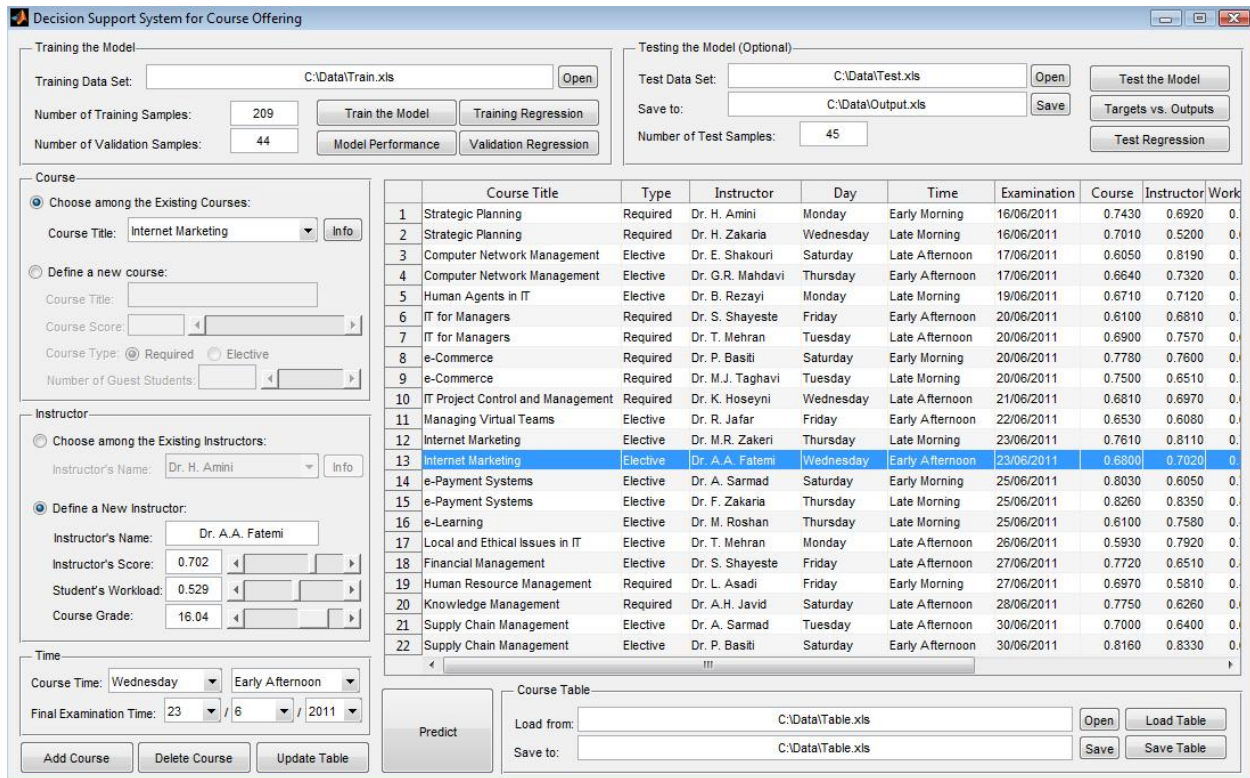 Decision Support System for Course Offering
Training the Model
Training Data Set: C:\Data\Train.xls Open
Number of Training Samples: 209 Train the Model Training Regression
Number of Validation Samples: 44 Model Performance Validation Regression
Testing the Model (Optional)
Test Data Set: C:\Data\Test.xls Open Test the Model
Save to: C:\Data\Output.xls Save Targets vs. Outputs
Number of Test Samples: 45 Test Regression
Course
Choose among the Existing Courses:
Course Title: Internet Marketing Info
Define a new course:
Course Title:
Course Score:
Course Type: Required Elective
Number of Guest Students:
Instructor
Choose among the Existing Instructors:
Instructor's Name: Dr. H. Amini Info
Define a New Instructor:
Instructor's Name: Dr. A.A. Fatemi
Instructor's Score: 0.702
Student's Workload: 0.529
Course Grade: 16.04
Time
Course Time: Wednesday Early Afternoon
Final Examination Time: 23 / 6 / 2011
Add Course Delete Course Update Table
Course Title Type Instructor Day Time Examination Course Instructor Work
1 Strategic Planning Required Dr. H. Amini Monday Early Morning 16/06/2011 0.7430 0.6920 0.
2 Strategic Planning Required Dr. H. Zakaria Wednesday Late Morning 16/06/2011 0.7010 0.5200 0.
3 Computer Network Management Elective Dr. E. Shakouri Saturday Late Afternoon 17/06/2011 0.6050 0.8190 0.
4 Computer Network Management Elective Dr. G.R. Mahdavi Thursday Early Afternoon 17/06/2011 0.6640 0.7320 0.
5 Human Agents in IT Elective Dr. B. Rezayi Monday Late Morning 19/06/2011 0.6710 0.7120 0.
6 IT for Managers Required Dr. S. Shayeste Friday Early Afternoon 20/06/2011 0.6100 0.6810 0.
7 IT for Managers Required Dr. T. Mehran Tuesday Late Afternoon 20/06/2011 0.6900 0.7570 0.
8 e-Commerce Required Dr. P. Basiti Saturday Early Morning 20/06/2011 0.7780 0.7600 0.
9 e-Commerce Required Dr. M.J. Taghavi Tuesday Late Morning 20/06/2011 0.7500 0.6510 0.
10 IT Project Control and Management Required Dr. K. Hoseyni Wednesday Late Afternoon 21/06/2011 0.6810 0.6970 0.
11 Managing Virtual Teams Elective Dr. R. Jafar Friday Early Afternoon 22/06/2011 0.6530 0.6080 0.
12 Internet Marketing Elective Dr. M.R. Zakeri Thursday Late Morning 23/06/2011 0.7610 0.8110 0.
13 Internet Marketing Elective Dr. A.A. Fatemi Wednesday Early Afternoon 23/06/2011 0.6800 0.7020 0.
14 e-Payment Systems Elective Dr. A. Sarmad Saturday Early Morning 25/06/2011 0.8030 0.6050 0.
15 e-Payment Systems Elective Dr. F. Zakaria Thursday Late Morning 25/06/2011 0.8260 0.8350 0.
16 e-Learning Elective Dr. M. Roshan Thursday Late Morning 25/06/2011 0.6100 0.7580 0.
17 Local and Ethical Issues in IT Elective Dr. T. Mehran Monday Late Afternoon 26/06/2011 0.5930 0.7920 0.
18 Financial Management Elective Dr. S. Shayeste Friday Late Afternoon 27/06/2011 0.7720 0.6510 0.
19 Human Resource Management Required Dr. L. Asadi Friday Early Morning 27/06/2011 0.6970 0.5810 0.
20 Knowledge Management Required Dr. A.H. Javid Saturday Late Afternoon 28/06/2011 0.7750 0.6260 0.
21 Supply Chain Management Elective Dr. A. Sarmad Tuesday Late Afternoon 30/06/2011 0.7000 0.6400 0.
22 Supply Chain Management Elective Dr. P. Basiti Saturday Early Afternoon 30/06/2011 0.8160 0.8330 0.
Predict
Course Table
Load from: C:\Data\Table.xls Open Load Table
Save to: C:\Data\Table.xls Save Save Table